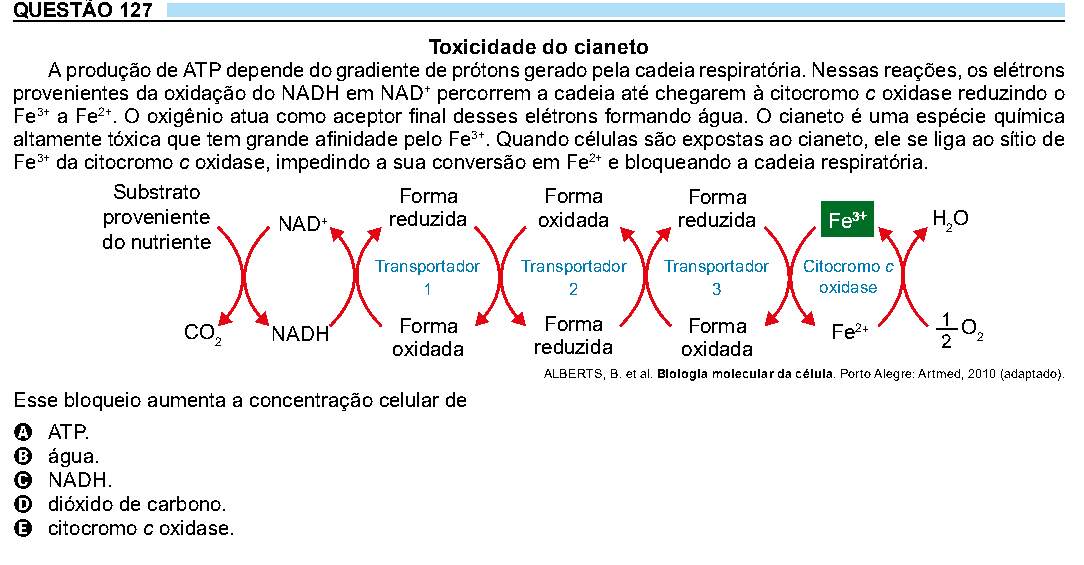 QUESTÃO 127
Toxicidade do cianeto
A produção de ATP depende do gradiente de prótons gerado pela cadeia respiratória. Nessas reações, os elétrons
provenientes da oxidação do NADH em NAD⁺ percorrem a cadeia até chegarem à citocromo c oxidase reduzindo o
Fe³⁺ a Fe²⁺. O oxigênio atua como aceptor final desses elétrons formando água. O cianeto é uma espécie química
altamente tóxica que tem grande afinidade pelo Fe³⁺. Quando células são expostas ao cianeto, ele se liga ao sítio de
Fe³⁺ da citocromo c oxidase, impedindo a sua conversão em Fe²⁺ e bloqueando a cadeia respiratória.
Substrato
proveniente
do nutriente
NAD⁺
Forma
reduzida
Forma
oxidada
Forma
reduzida
Fe³⁺
H₂O
Transportador
1
Transportador
2
Transportador
3
Citocromo c
oxidase
CO₂
NADH
Forma
oxidada
Forma
reduzida
Forma
oxidada
Fe²⁺
1/2 O₂
ALBERTS, B. et al. Biologia molecular da célula. Porto Alegre: Artmed, 2010 (adaptado).
Esse bloqueio aumenta a concentração celular de
A ATP.
B água.
C NADH.
D dióxido de carbono.
E citocromo c oxidase.